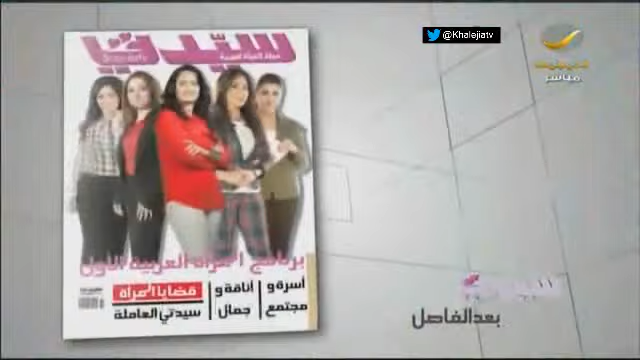 @Khalejiatv
سيدتي
مباشر
برنامج المرأة العربية الأول
أسرة و مجتمع
أناقة و جمال
قضايا المرأة
سيدتي العاملة
بعد الفاصل